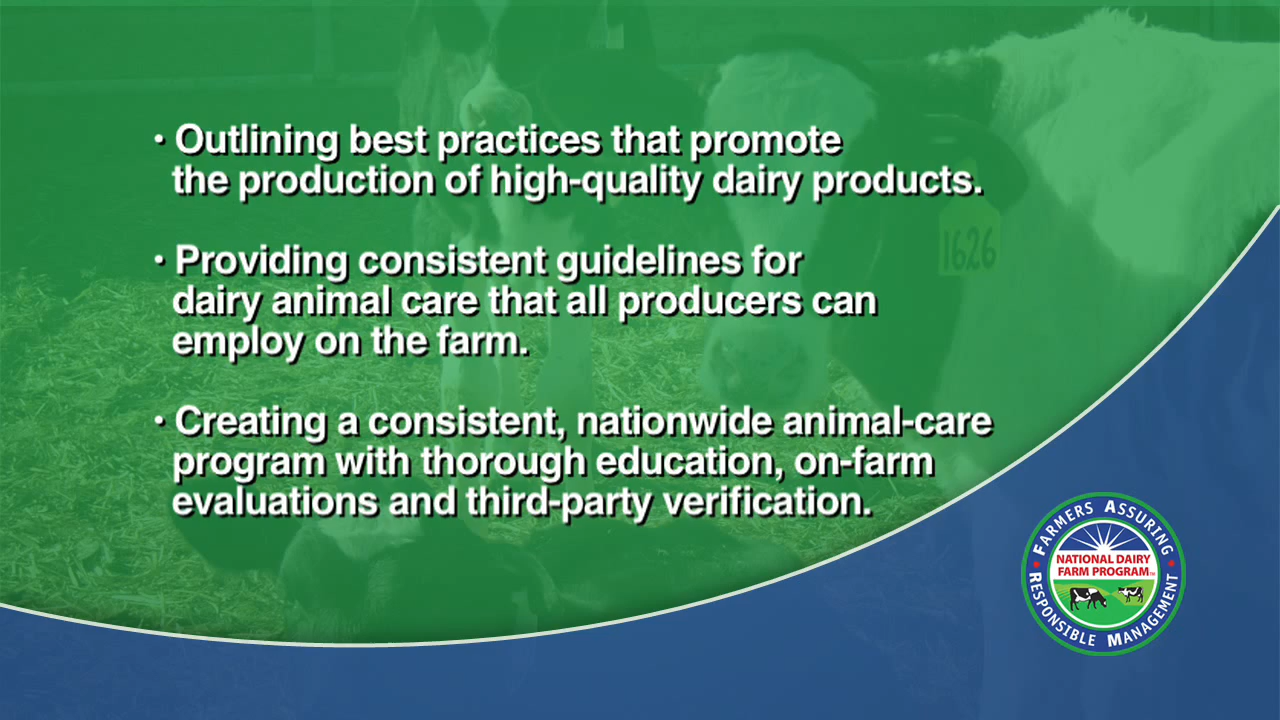 • Outlining best practices that promote
the production of high-quality dairy products.
• Providing consistent guidelines for
dairy animal care that all producers can
employ on the farm.
• Creating a consistent, nationwide animal-care
program with thorough education, on-farm
evaluations and third-party verification.
1626
FARMERS ASSURING
NATIONAL DAIRY
FARM PROGRAM™
RESPONSIBLE MANAGEMENT